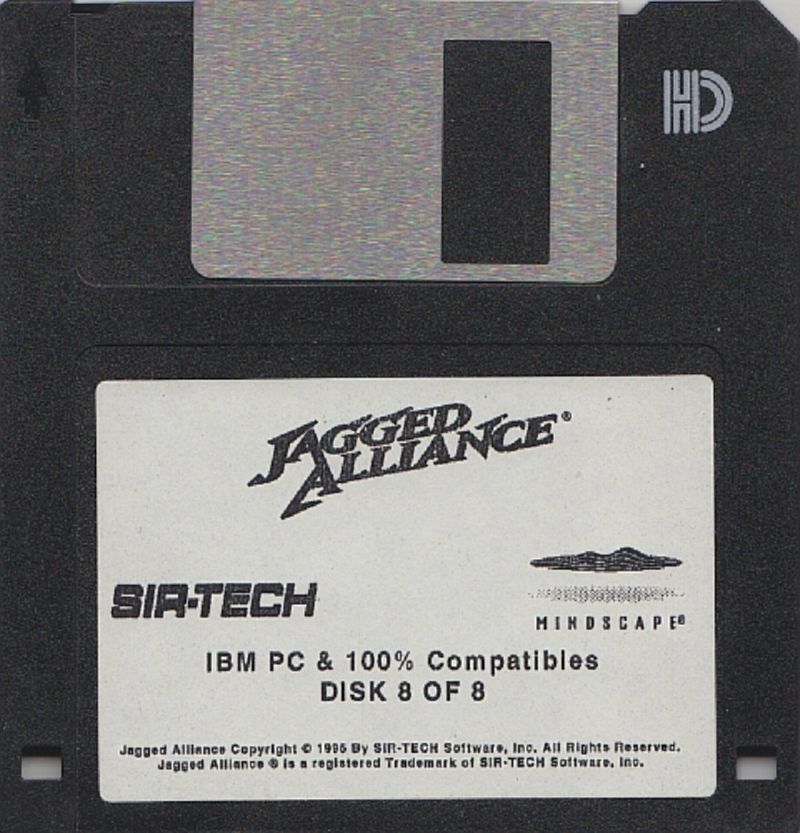 HD
JAGGED
ALLIANCE®
SIR-TECH
MINDSCAPE®
IBM PC & 100% Compatibles
DISK 8 OF 8
Jagged Alliance Copyright © 1995 By SIR-TECH Software, Inc. All Rights Reserved.
Jagged Alliance ® is a registered Trademark of SIR-TECH Software, Inc.